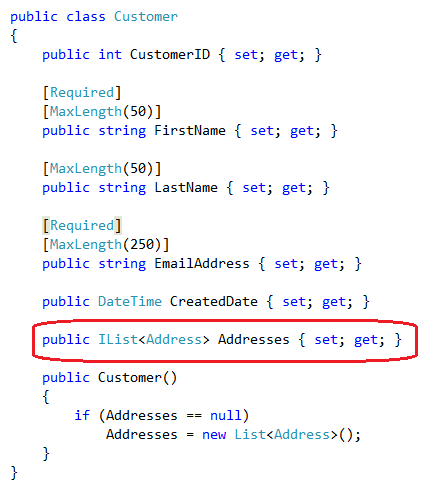 public class Customer
{
    public int CustomerID { set; get; }

    [Required]
    [MaxLength(50)]
    public string FirstName { set; get; }

    [MaxLength(50)]
    public string LastName { set; get; }

    [Required]
    [MaxLength(250)]
    public string EmailAddress { set; get; }

    public DateTime CreatedDate { set; get; }

    public IList<Address> Addresses { set; get; }

    public Customer()
    {
        if (Addresses == null)
            Addresses = new List<Address>();
    }
}